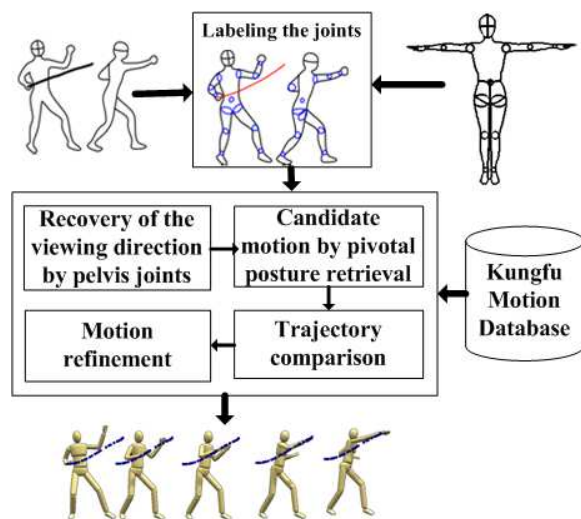 Labeling the joints
Recovery of the
viewing direction
by pelvis joints
Candidate
motion by pivotal
posture retrieval
Kungfu
Motion
Database
Motion
refinement
Trajectory
comparison